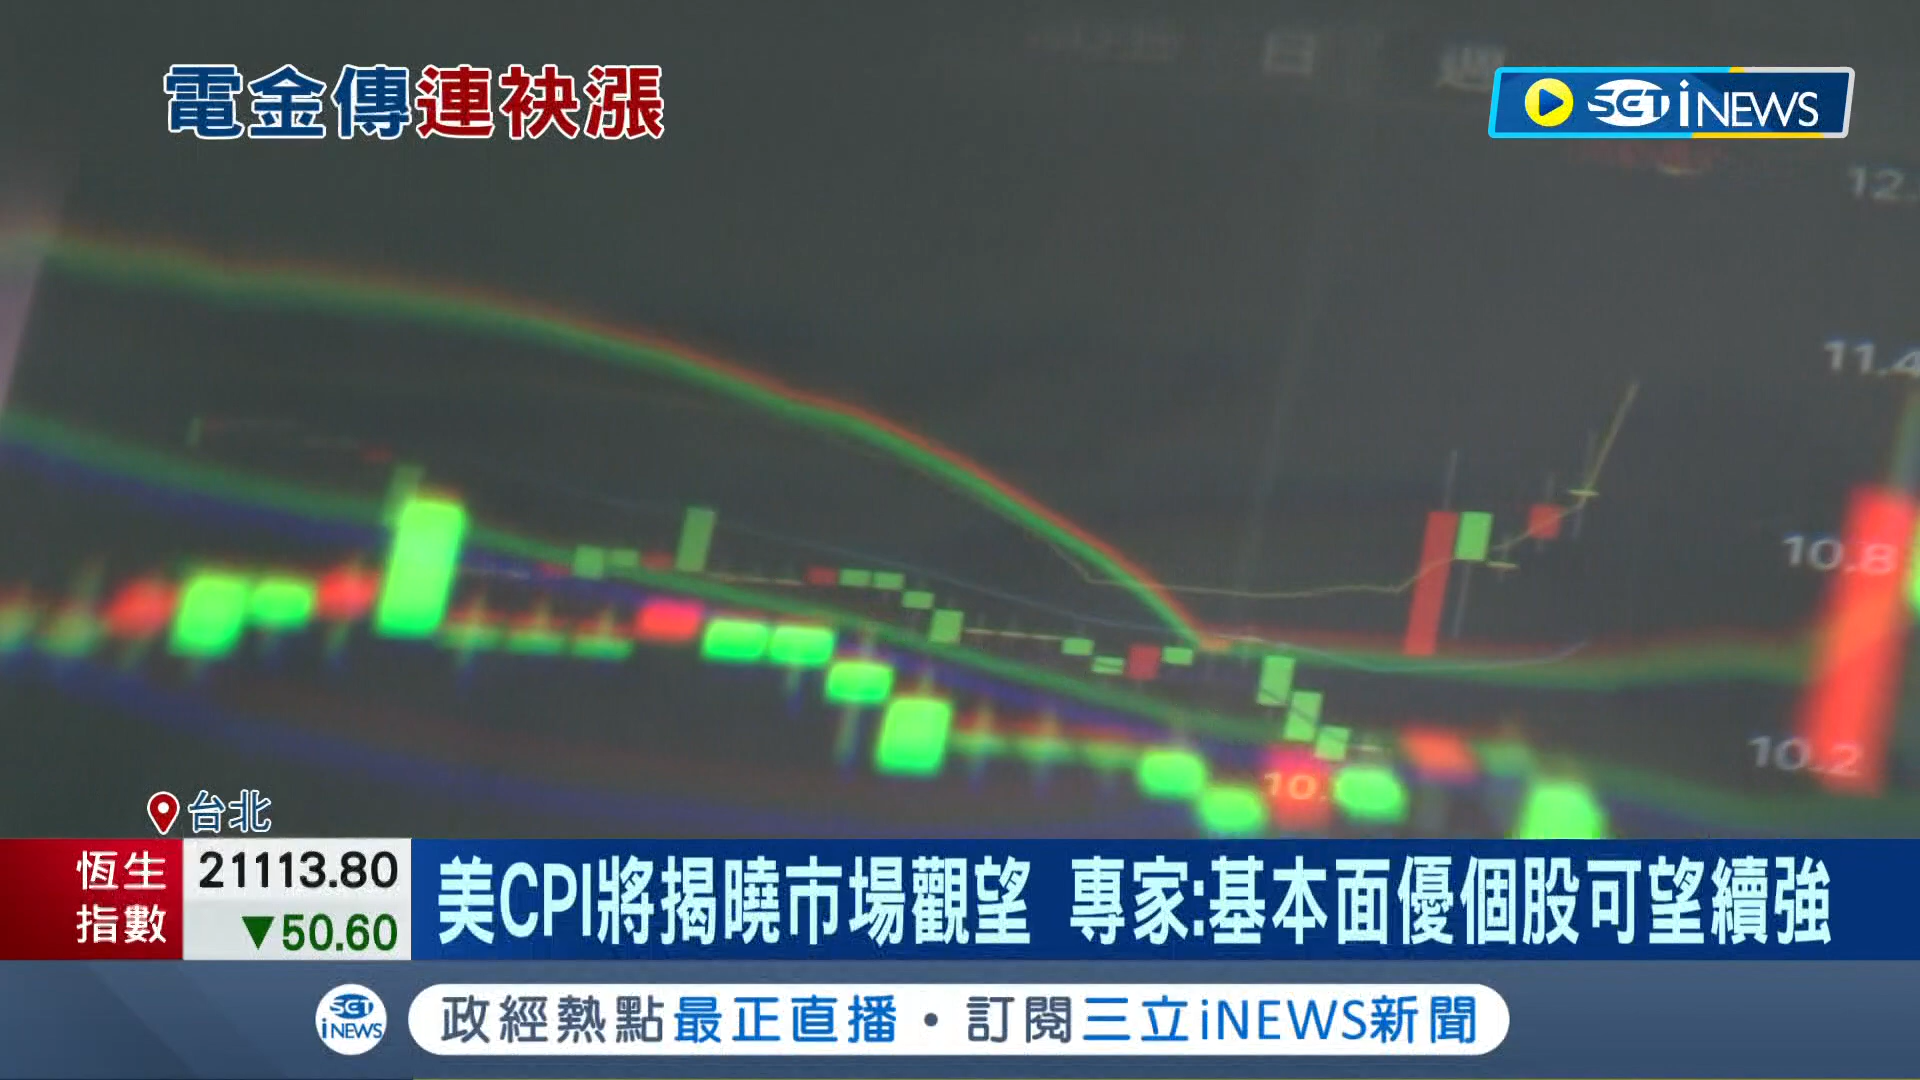 電金傳連袂漲
SET iNEWS
日 週
12.
11.4
10.8
10.2
10.
台北
恆生指數
21113.80
▼50.60
美CPI將揭曉市場觀望 專家:基本面優個股可望續強
SET iNEWS
政經熱點最正直播・訂閱三立iNEWS新聞